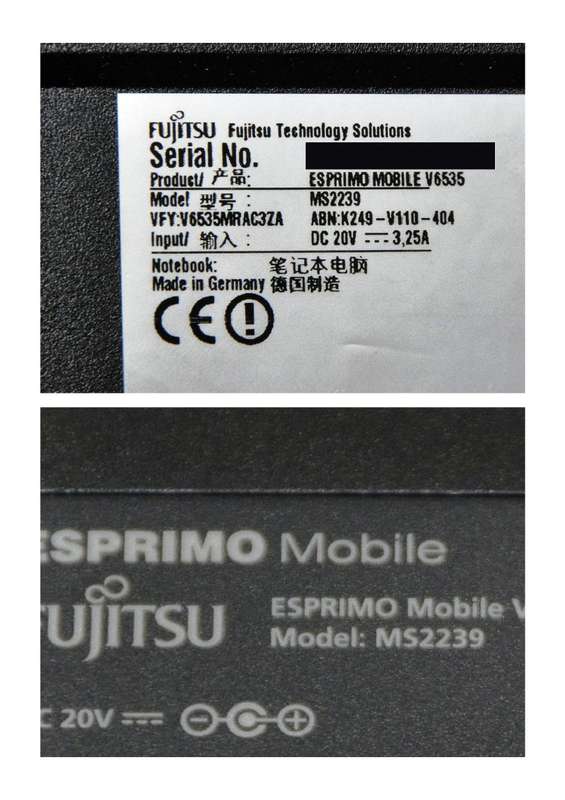 FUJITSU Fujitsu Technology Solutions
Serial No.
Product/ 产品: ESPRIMO MOBILE V6535
Model 型号: MS2239
VFY:V6535MRAC3ZA ABN:K249-V110-404
Input/ 输入: DC 20V 3,25A
Notebook: 笔记本电脑
Made in Germany 德国制造
CE
ESPRIMO Mobile
FUJITSU ESPRIMO Mobile V
Model: MS2239
C 20V